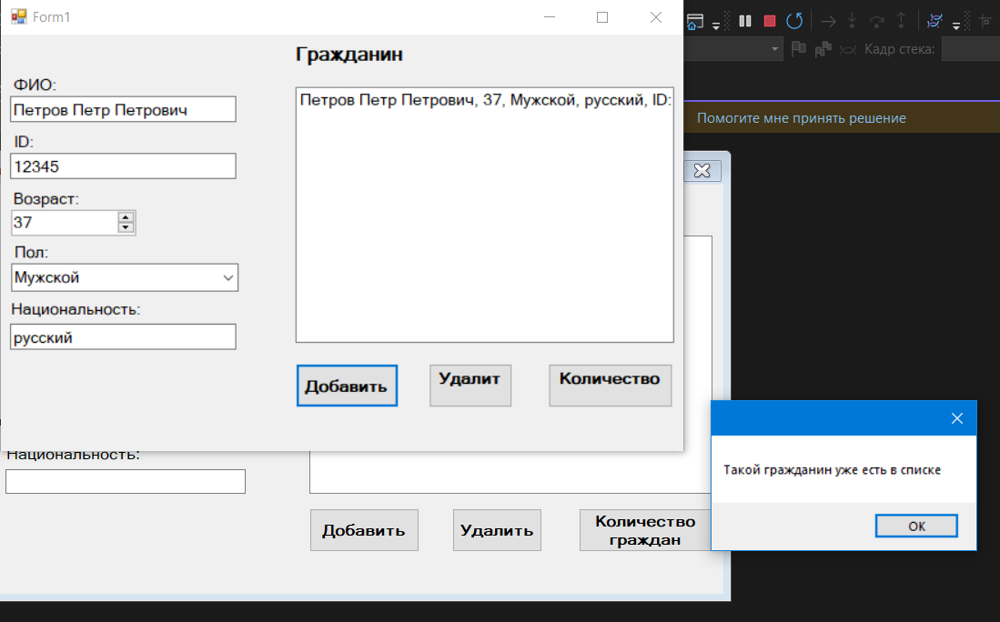 Form1
Гражданин
ФИО:
Петров Петр Петрович
ID:
12345
Возраст:
37
Пол:
Мужской
Национальность:
русский
Петров Петр Петрович, 37, Мужской, русский, ID:
Добавить
Удалит
Количество
Кадр стека:
Помогите мне принять решение
Национальность:
Добавить
Удалить
Количество
граждан
Такой гражданин уже есть в списке
ОК